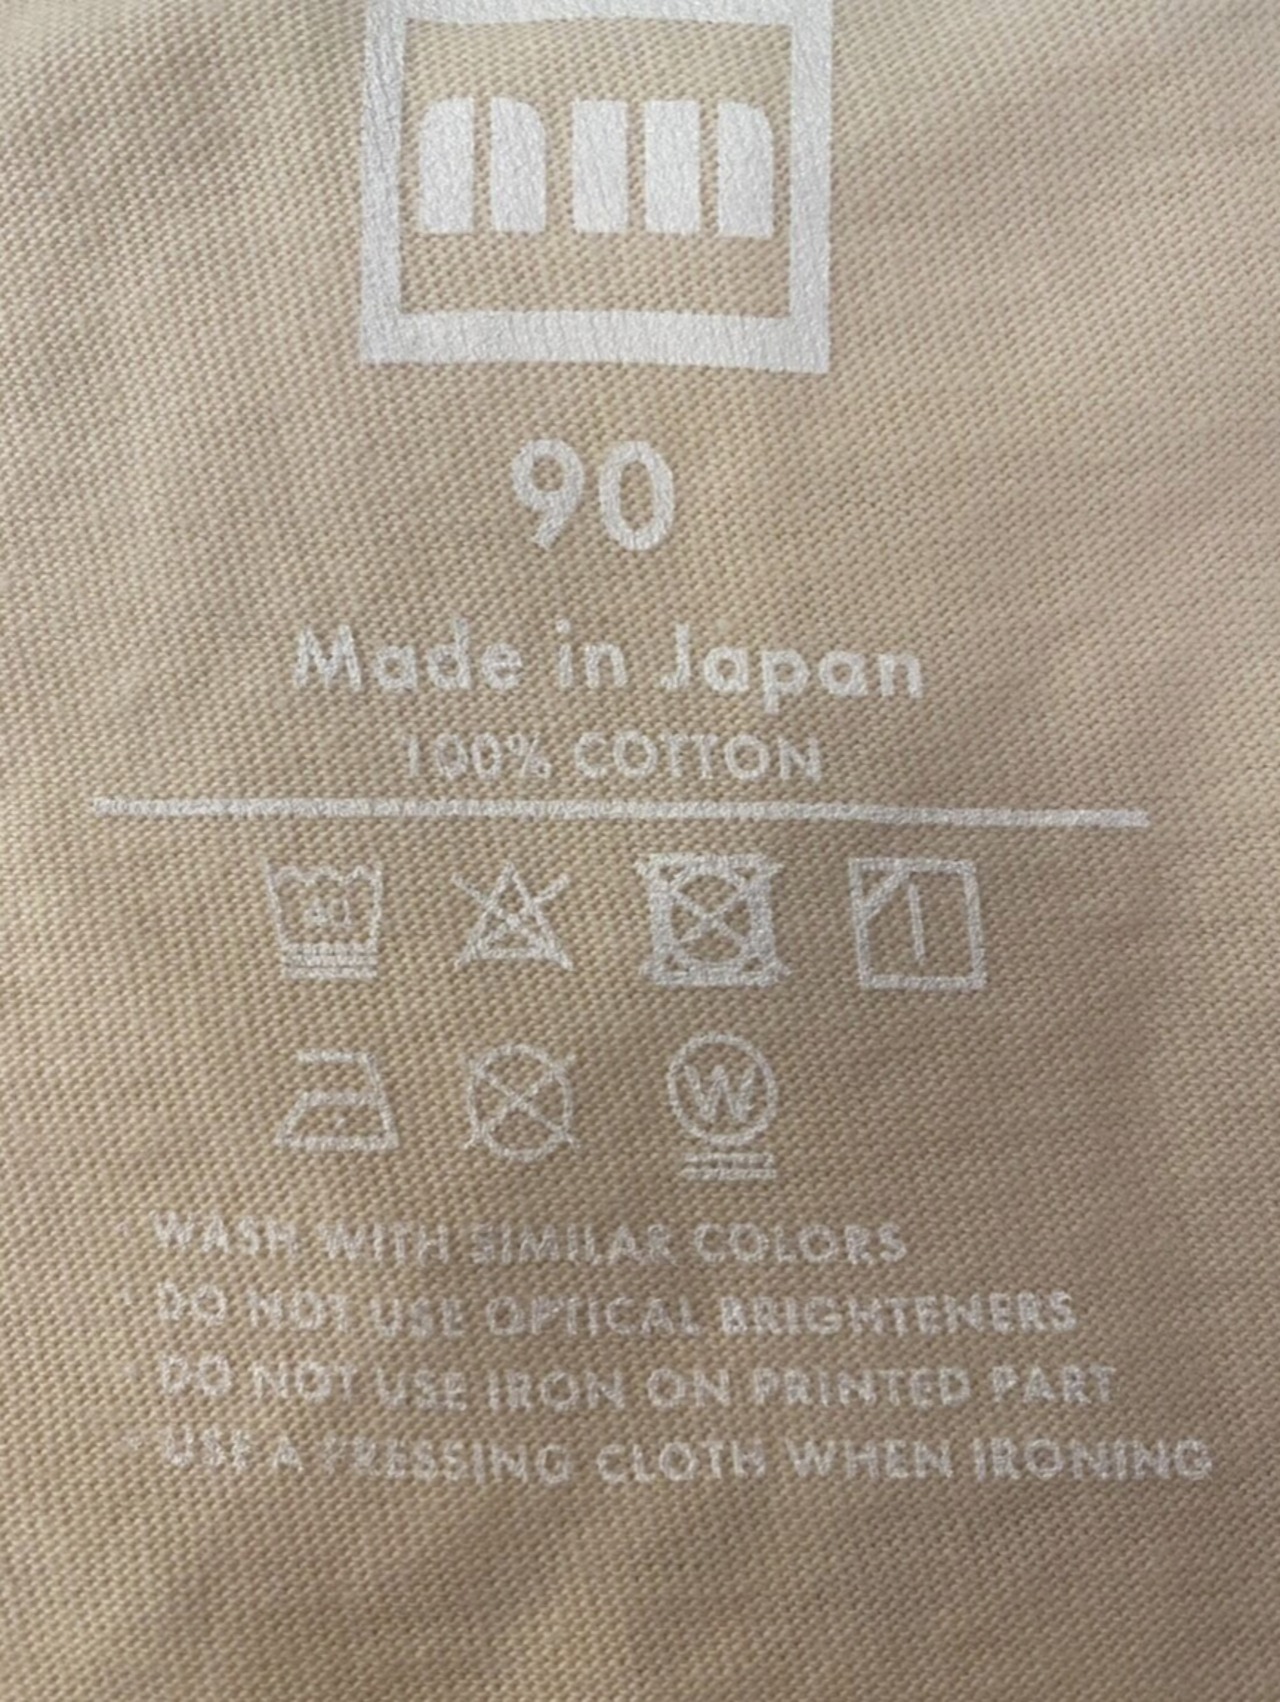 90
Made in Japan
100% COTTON
40
W
WASH WITH SIMILAR COLORS
DO NOT USE OPTICAL BRIGHTENERS
DO NOT USE IRON ON PRINTED PART
USE A PRESSING CLOTH WHEN IRONING